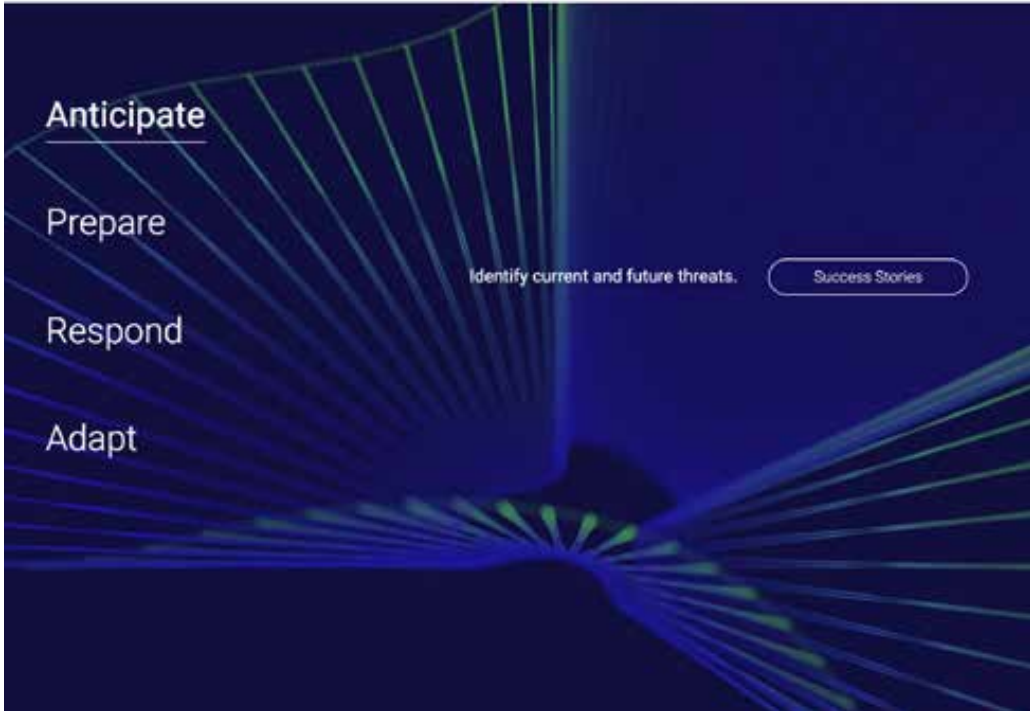 Anticipate
Prepare
Identify current and future threats.
Success Stories
Respond
Adapt